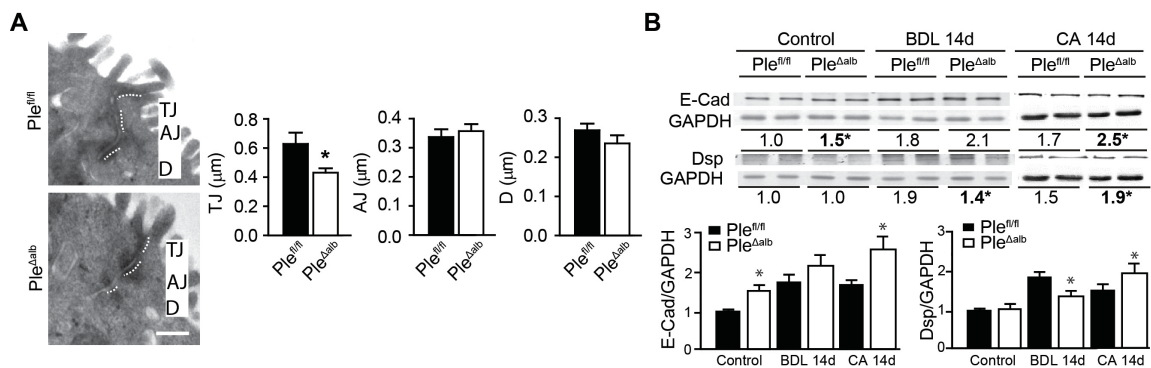 A
Ple^fl/fl
TJ
AJ
D
Ple^Δalb
TJ
AJ
D
TJ (µm)
0.8
0.6
0.4
0.2
0.0
*
Ple^fl/fl
Ple^Δalb
AJ (µm)
0.4
0.3
0.2
0.1
0.0
Ple^fl/fl
Ple^Δalb
D (µm)
0.3
0.2
0.1
0.0
Ple^fl/fl
Ple^Δalb
B
Control BDL 14d CA 14d
Ple^fl/fl Ple^Δalb Ple^fl/fl Ple^Δalb Ple^fl/fl Ple^Δalb
E-Cad
GAPDH
1.0 1.5* 1.8 2.1 1.7 2.5*
Dsp
GAPDH
1.0 1.0 1.9 1.4* 1.5 1.9*
E-Cad/GAPDH
3
2
1
0
Ple^fl/fl
Ple^Δalb
*
*
Control BDL 14d CA 14d
Dsp/GAPDH
3
2
1
0
Ple^fl/fl
Ple^Δalb
*
*
Control BDL 14d CA 14d